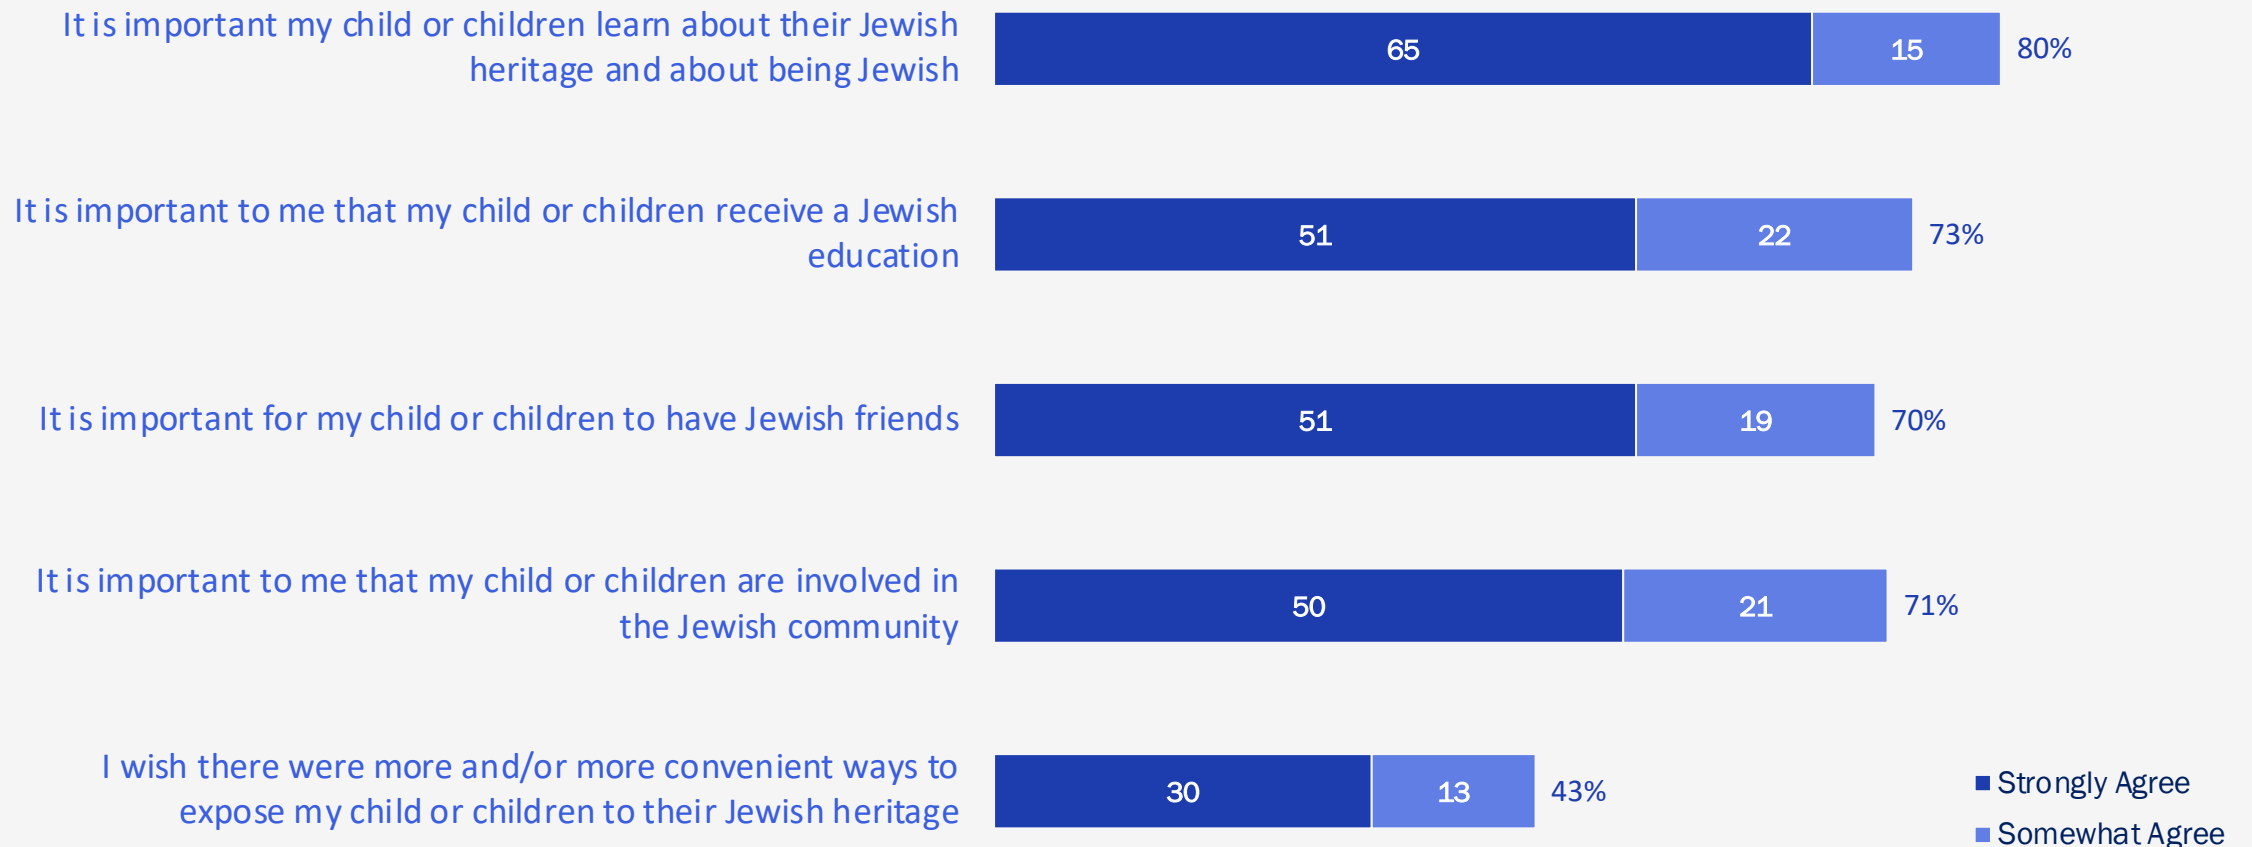 It is important my child or children learn about their Jewish
heritage and about being Jewish
65
15
80%
It is important to me that my child or children receive a Jewish
education
51
22
73%
It is important for my child or children to have Jewish friends
51
19
70%
It is important to me that my child or children are involved in
the Jewish community
50
21
71%
I wish there were more and/or more convenient ways to
expose my child or children to their Jewish heritage
30
13
43%
Strongly Agree
Somewhat Agree